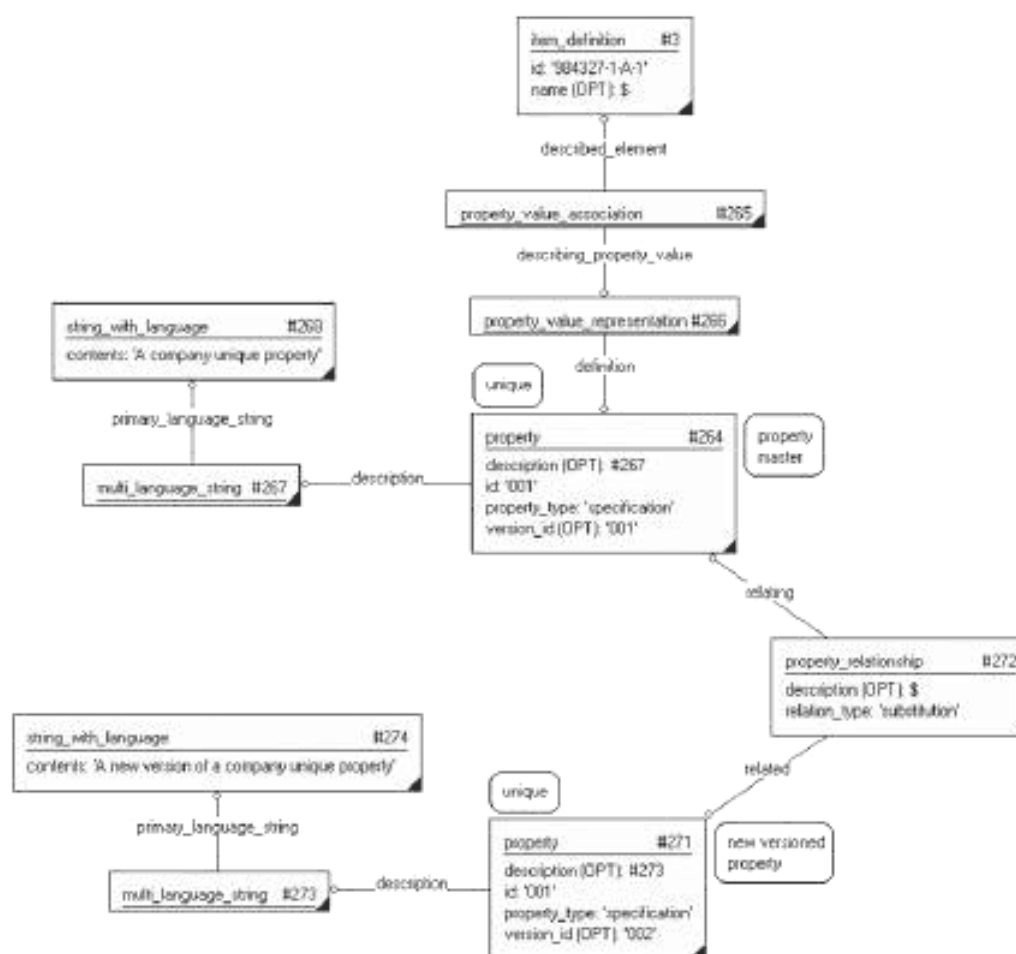 item_definition #3
id: '984327-1-A-1'
name (OPT): $
described_element
property_value_association #265
describing_property_value
property_value_representation #266
string_with_language #268
contents: 'A company unique property'
definition
unique
primary_language_string
property #264
description (OPT): #267
id: '001'
property_type: 'specification'
version_id (OPT): '001'
property
master
multi_language_string #267
description
relating
property_relationship #272
description (OPT): $
relation_type: 'substitution'
string_with_language #274
contents: 'A new version of a company unique property'
related
unique
primary_language_string
property #271
description (OPT): #273
id: '001'
property_type: 'specification'
version_id (OPT): '002'
new versioned
property
multi_language_string #273
description